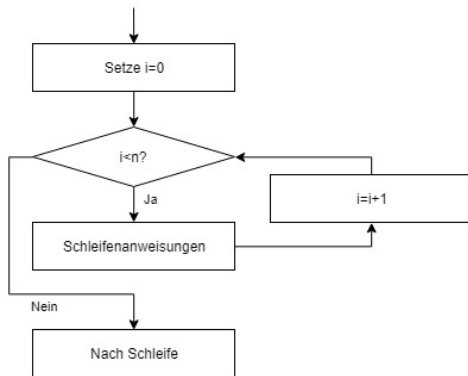 Setze i=0
i<n?
Ja
i=i+1
Schleifenanweisungen
Nein
Nach Schleife